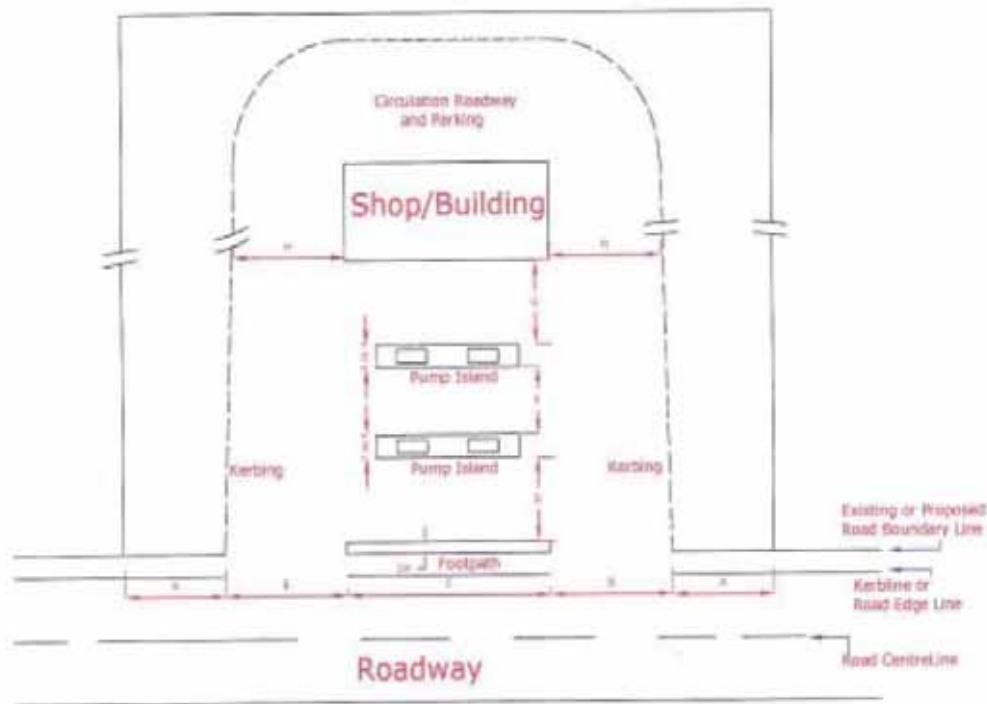 Circulation Roadway
and Parking
Shop/Building
Pump Island
Pump Island
Kerbing
Kerbing
Existing or Proposed
Road Boundary Line
Footpath
Kerbline or
Road Edge Line
Road CentreLine
Roadway